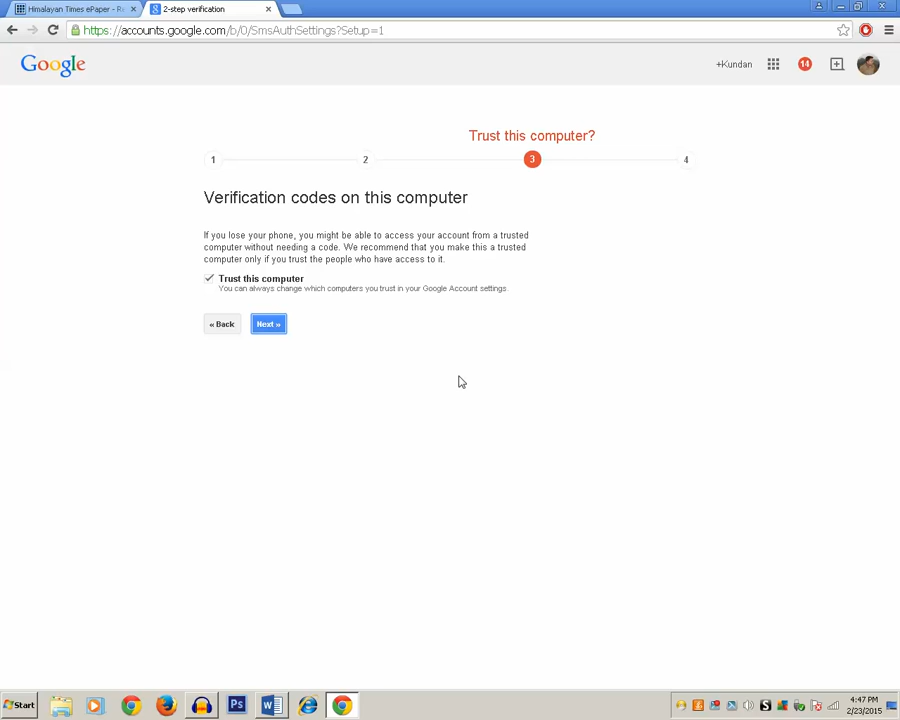 Himalayan Times ePaper - R
2-step verification
https://accounts.google.com/b/0/SmsAuthSettings?Setup=1
Google
+Kundan
14
Trust this computer?
1
2
3
4
Verification codes on this computer
If you lose your phone, you might be able to access your account from a trusted
computer without needing a code. We recommend that you make this a trusted
computer only if you trust the people who have access to it.
Trust this computer
You can always change which computers you trust in your Google Account settings.
« Back
Next »
Start
Ps
W
S
4:47 PM
2/23/2015